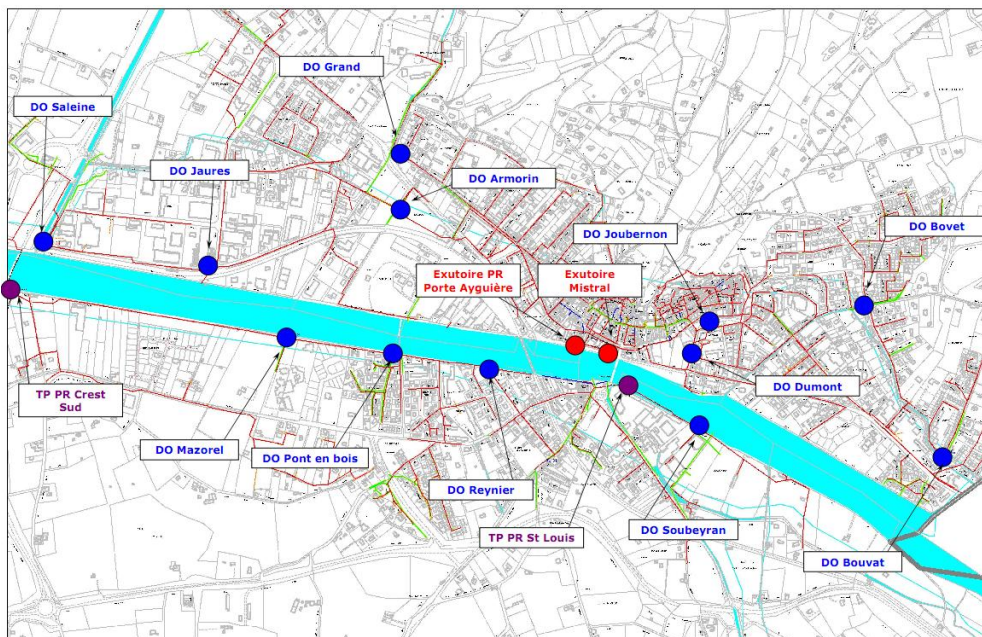 DO Grand
DO Saleine
DO Jaures
DO Armorin
DO Joubernon
DO Bovet
Exutoire PR
Porte Ayguière
Exutoire
Mistral
TP PR Crest
Sud
DO Dumont
DO Mazorel
DO Pont en bois
DO Reynier
DO Soubeyran
TP PR St Louis
DO Bouvat